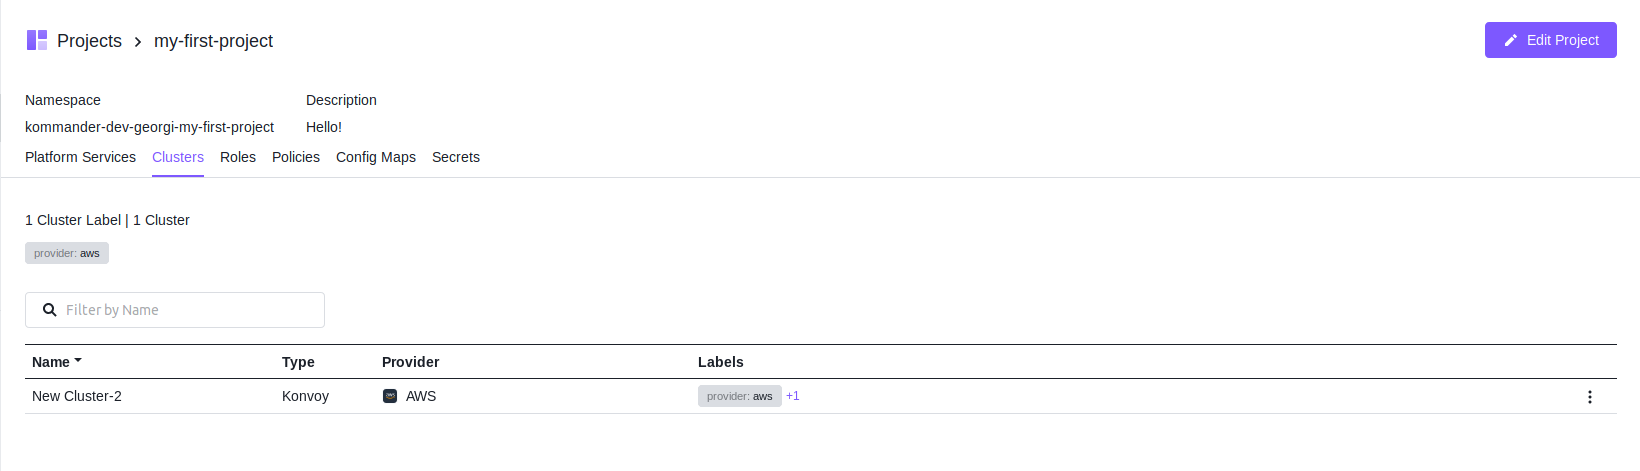 Projects > my-first-project
Edit Project
Namespace Description
kommander-dev-georgi-my-first-project Hello!
Platform Services Clusters Roles Policies Config Maps Secrets
1 Cluster Label | 1 Cluster
provider: aws
Filter by Name
Name Type Provider Labels
New Cluster-2 Konvoy aws AWS provider: aws +1